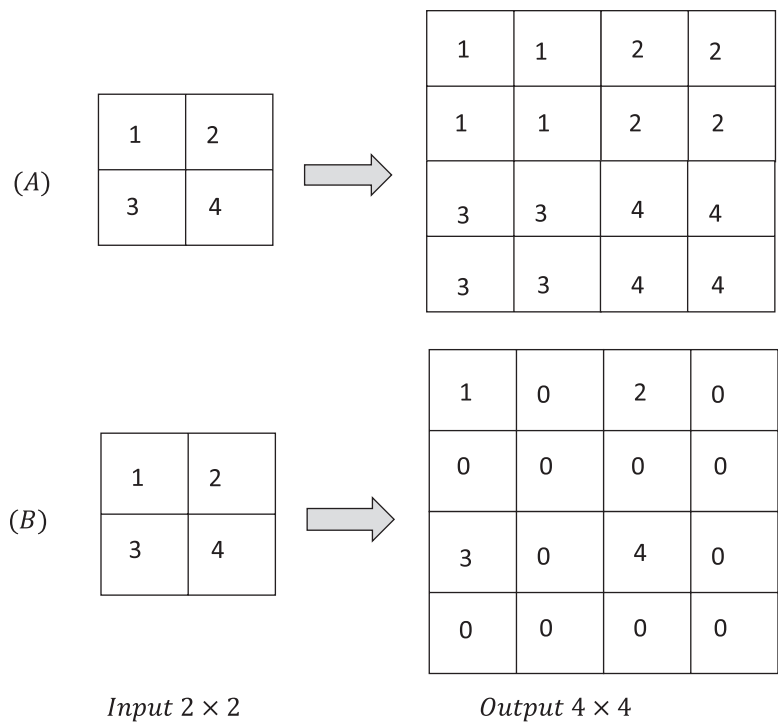 1 1 2 2
1 2
1 1 2 2
(A)
3 4
3 3 4 4
3 3 4 4
1 0 2 0
1 2
0 0 0 0
(B)
3 4
3 0 4 0
0 0 0 0
Input 2 × 2 Output 4 × 4